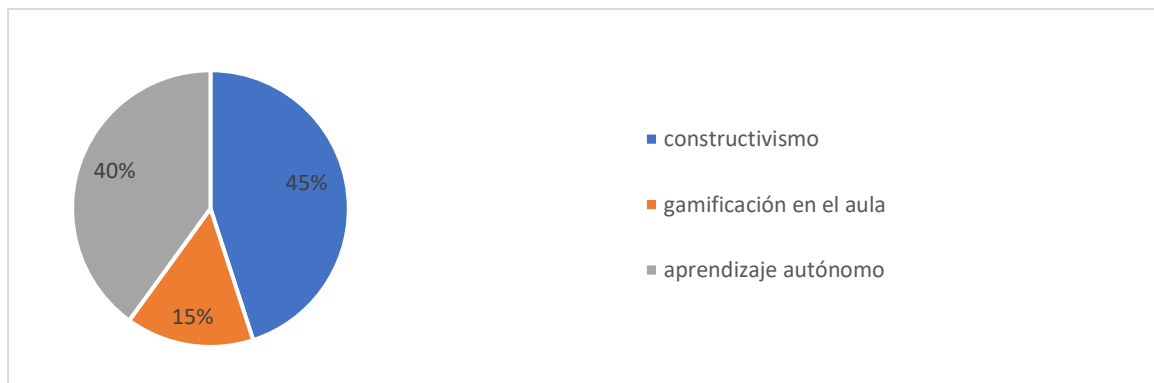 40%
45%
15%
constructivismo
gamificación en el aula
aprendizaje autónomo